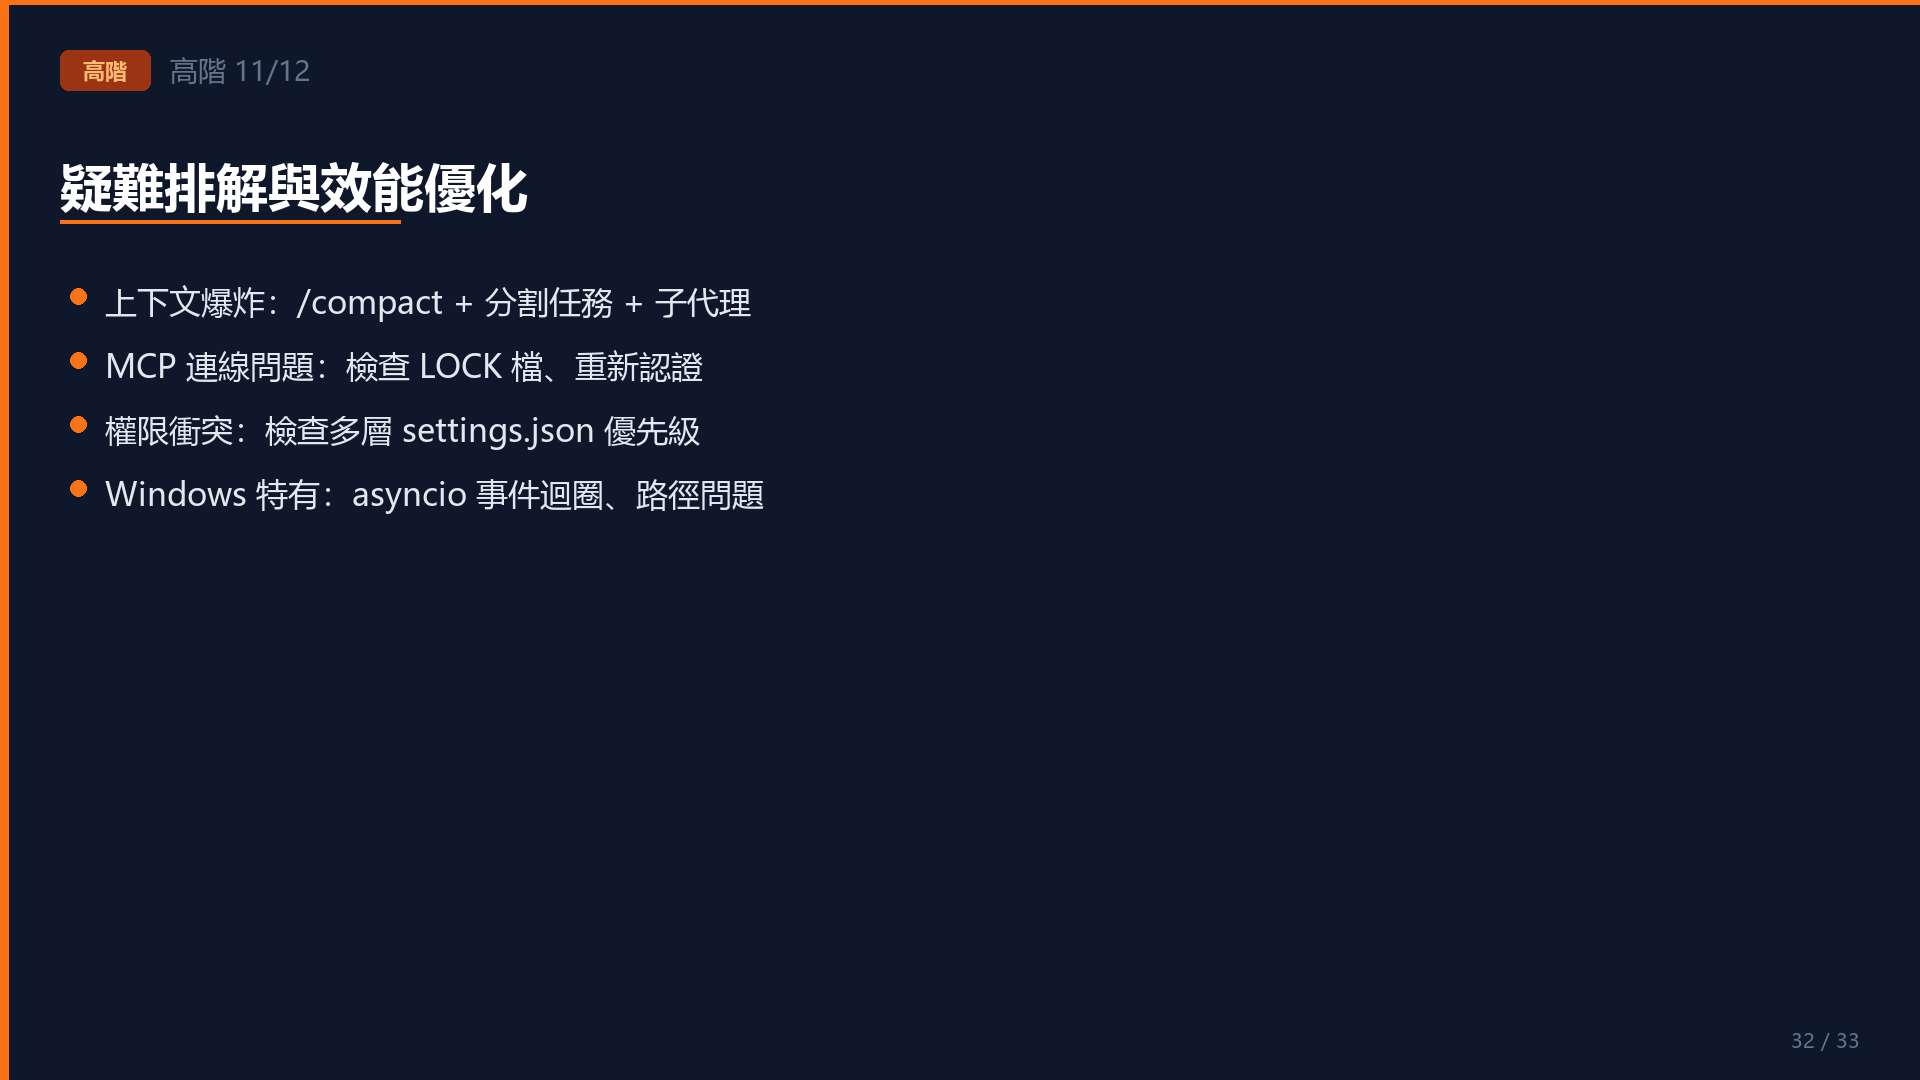 高階
高階 11/12
疑難排解與效能優化
上下文爆炸：/compact + 分割任務 + 子代理
MCP 連線問題：檢查 LOCK 檔、重新認證
權限衝突：檢查多層 settings.json 優先級
Windows 特有：asyncio 事件迴圈、路徑問題
32 / 33